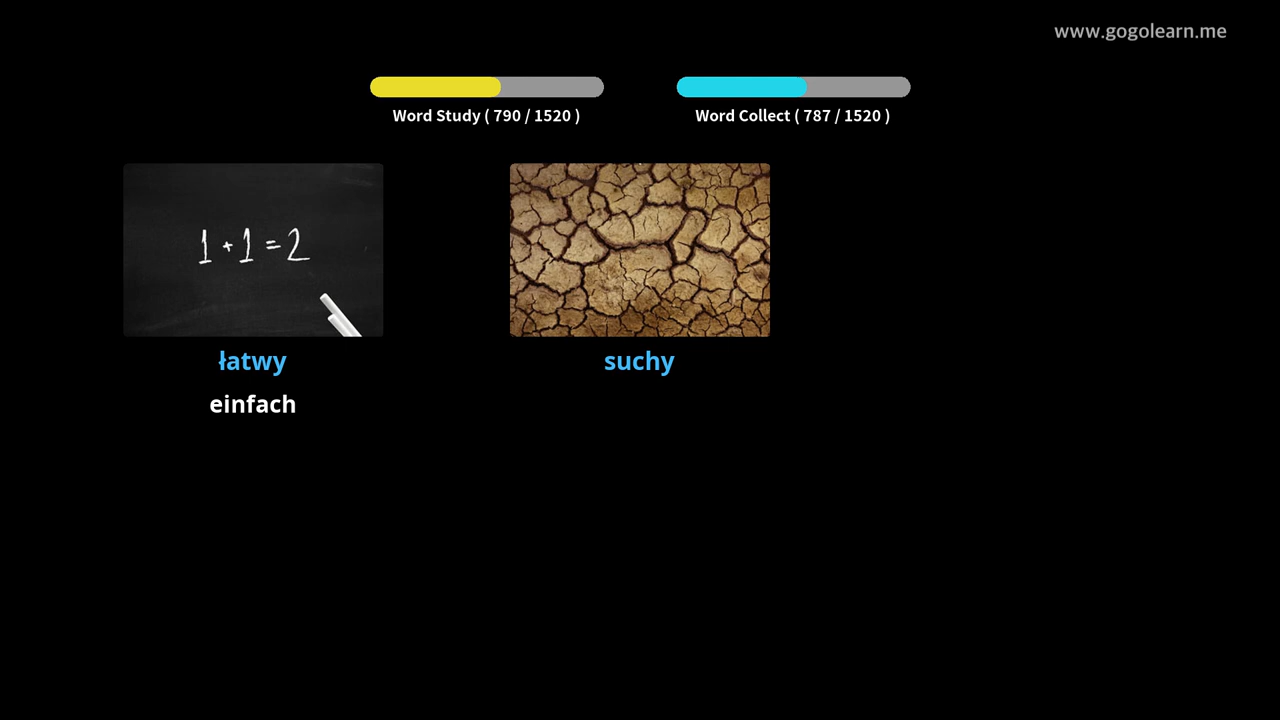 www.gogolearn.me
Word Study ( 790 / 1520 )
Word Collect ( 787 / 1520 )
1 + 1 = 2
łatwy
einfach
suchy